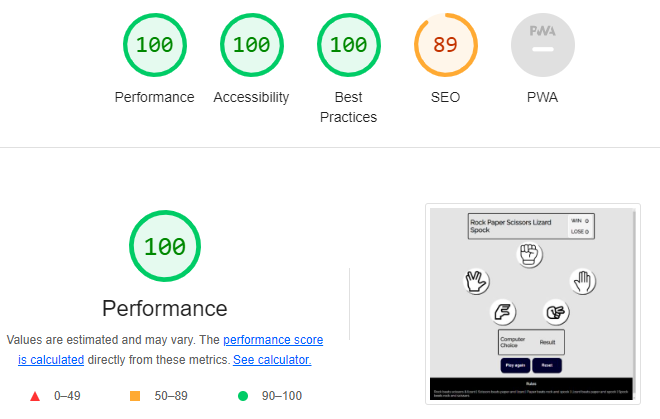 100 100 100 89 PWA
Performance Accessibility Best Practices SEO PWA
100
Performance
Values are estimated and may vary. The performance score
is calculated directly from these metrics. See calculator.
0–49 50–89 90–100
Rock Paper Scissors Lizard
Spock
WIN 0
LOSE 0
Computer
Choice
Result
Play again Reset
Rules